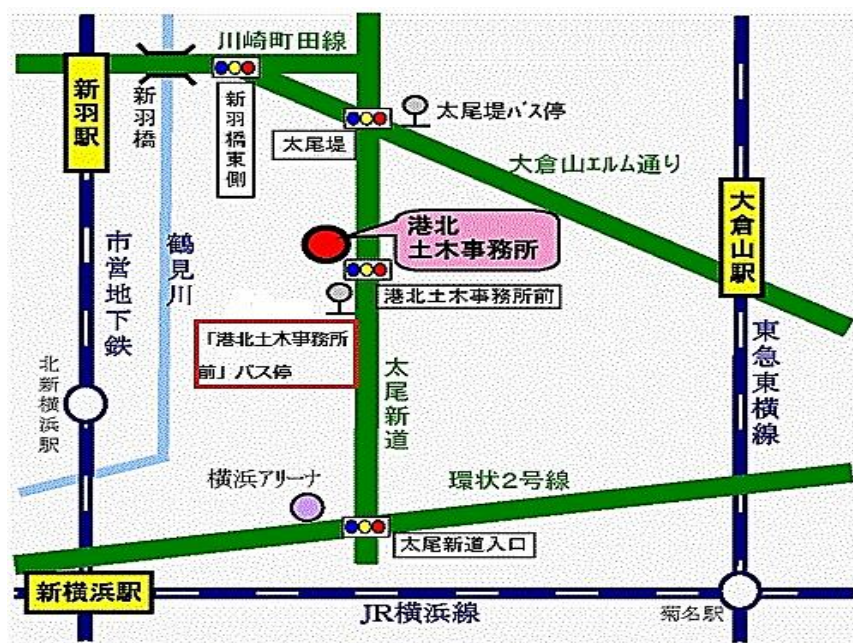 川崎町田線
新羽駅
新羽橋
新羽橋東側
太尾堤
太尾堤バス停
大倉山エルム通り
大倉山駅
港北
土木事務所
港北土木事務所前
「港北土木事務所
前」バス停
市営地下鉄
鶴見川
北新横浜駅
太尾新道
東急東横線
横浜アリーナ
環状2号線
太尾新道入口
新横浜駅
JR横浜線
菊名駅